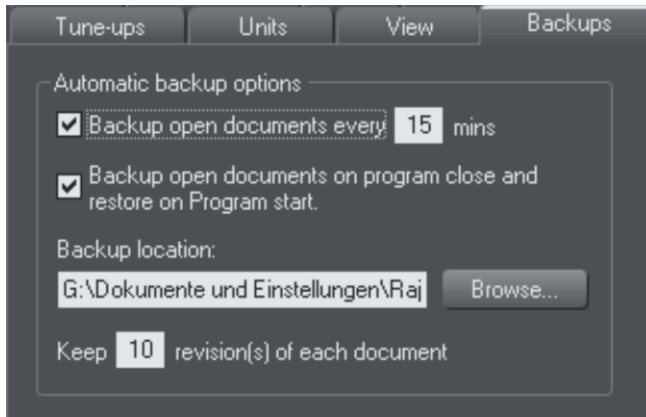 Tune-ups Units View Backups
Automatic backup options
Backup open documents every 15 mins
Backup open documents on program close and
restore on Program start.
Backup location:
G:\Dokumente und Einstellungen\Raj Browse...
Keep 10 revision(s) of each document